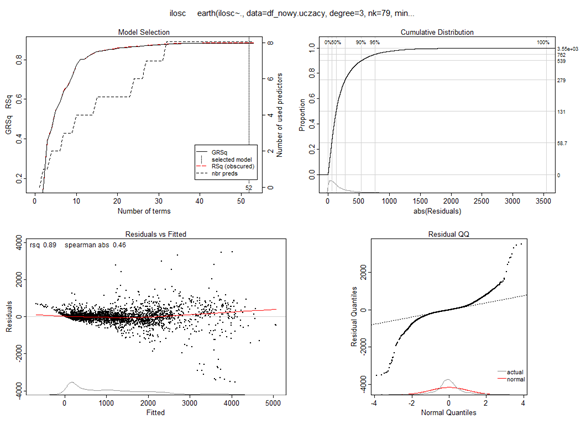 ilosc earth(ilosc~., data=df_nowy.uczacy, degree=3, nk=79, min...
Model Selection
GRSq RSq
0.2 0.4 0.6 0.8
0 2 4 6 8
Number of used predictors
GRSq
selected model
RSq (obscured)
nbr preds
52
0 10 20 30 40 50
Number of terms
Cumulative Distribution
0% 50% 90% 95% 100%
Proportion
0.0 0.2 0.4 0.6 0.8 1.0
3.55e+03
762
539
279
131
58.7
0
0 500 1000 1500 2000 2500 3000 3500
abs(Residuals)
Residuals vs Fitted
rsq 0.89 spearman abs 0.46
Residuals
-4000 -2000 0 2000 4000
0 1000 2000 3000 4000 5000
Fitted
Residual QQ
Residual Quantiles
-4000 -2000 0 2000
actual
normal
-4 -2 0 2 4
Normal Quantiles